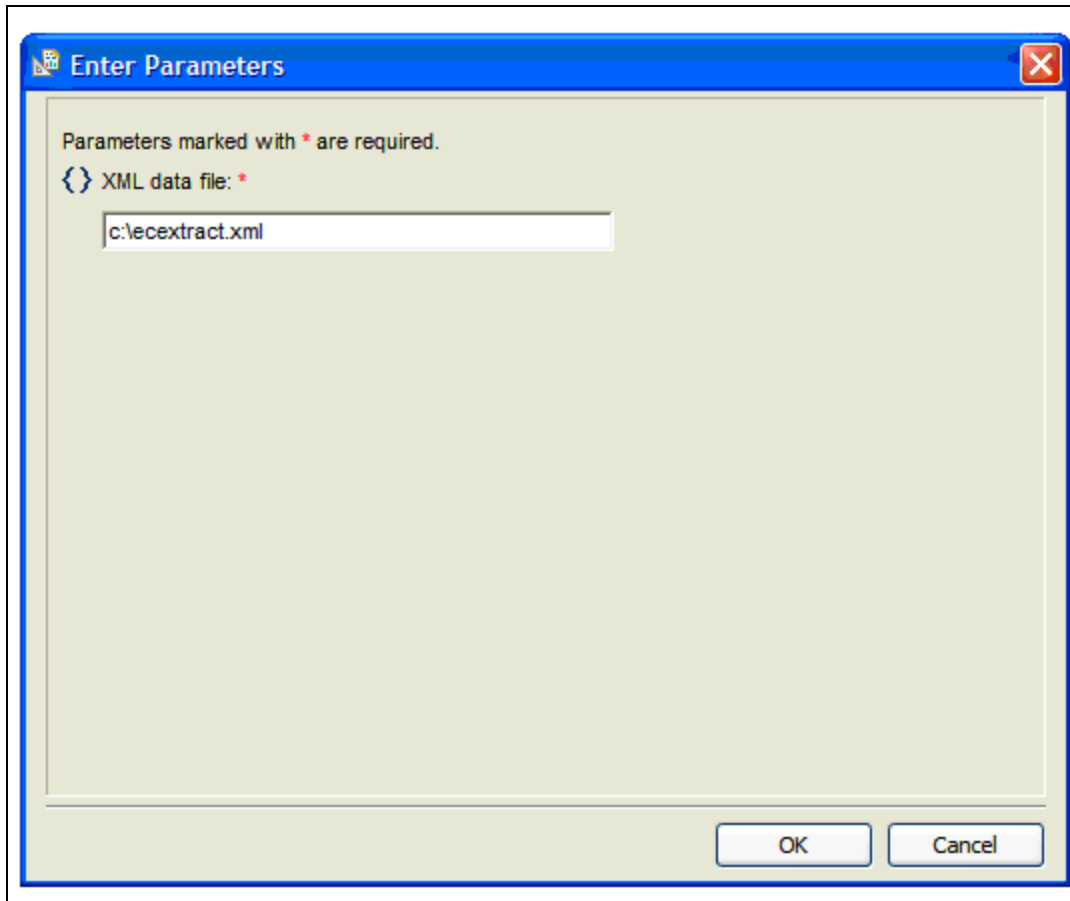 Enter Parameters
Parameters marked with * are required.
{} XML data file: *
c:\ecextract.xml
OK Cancel